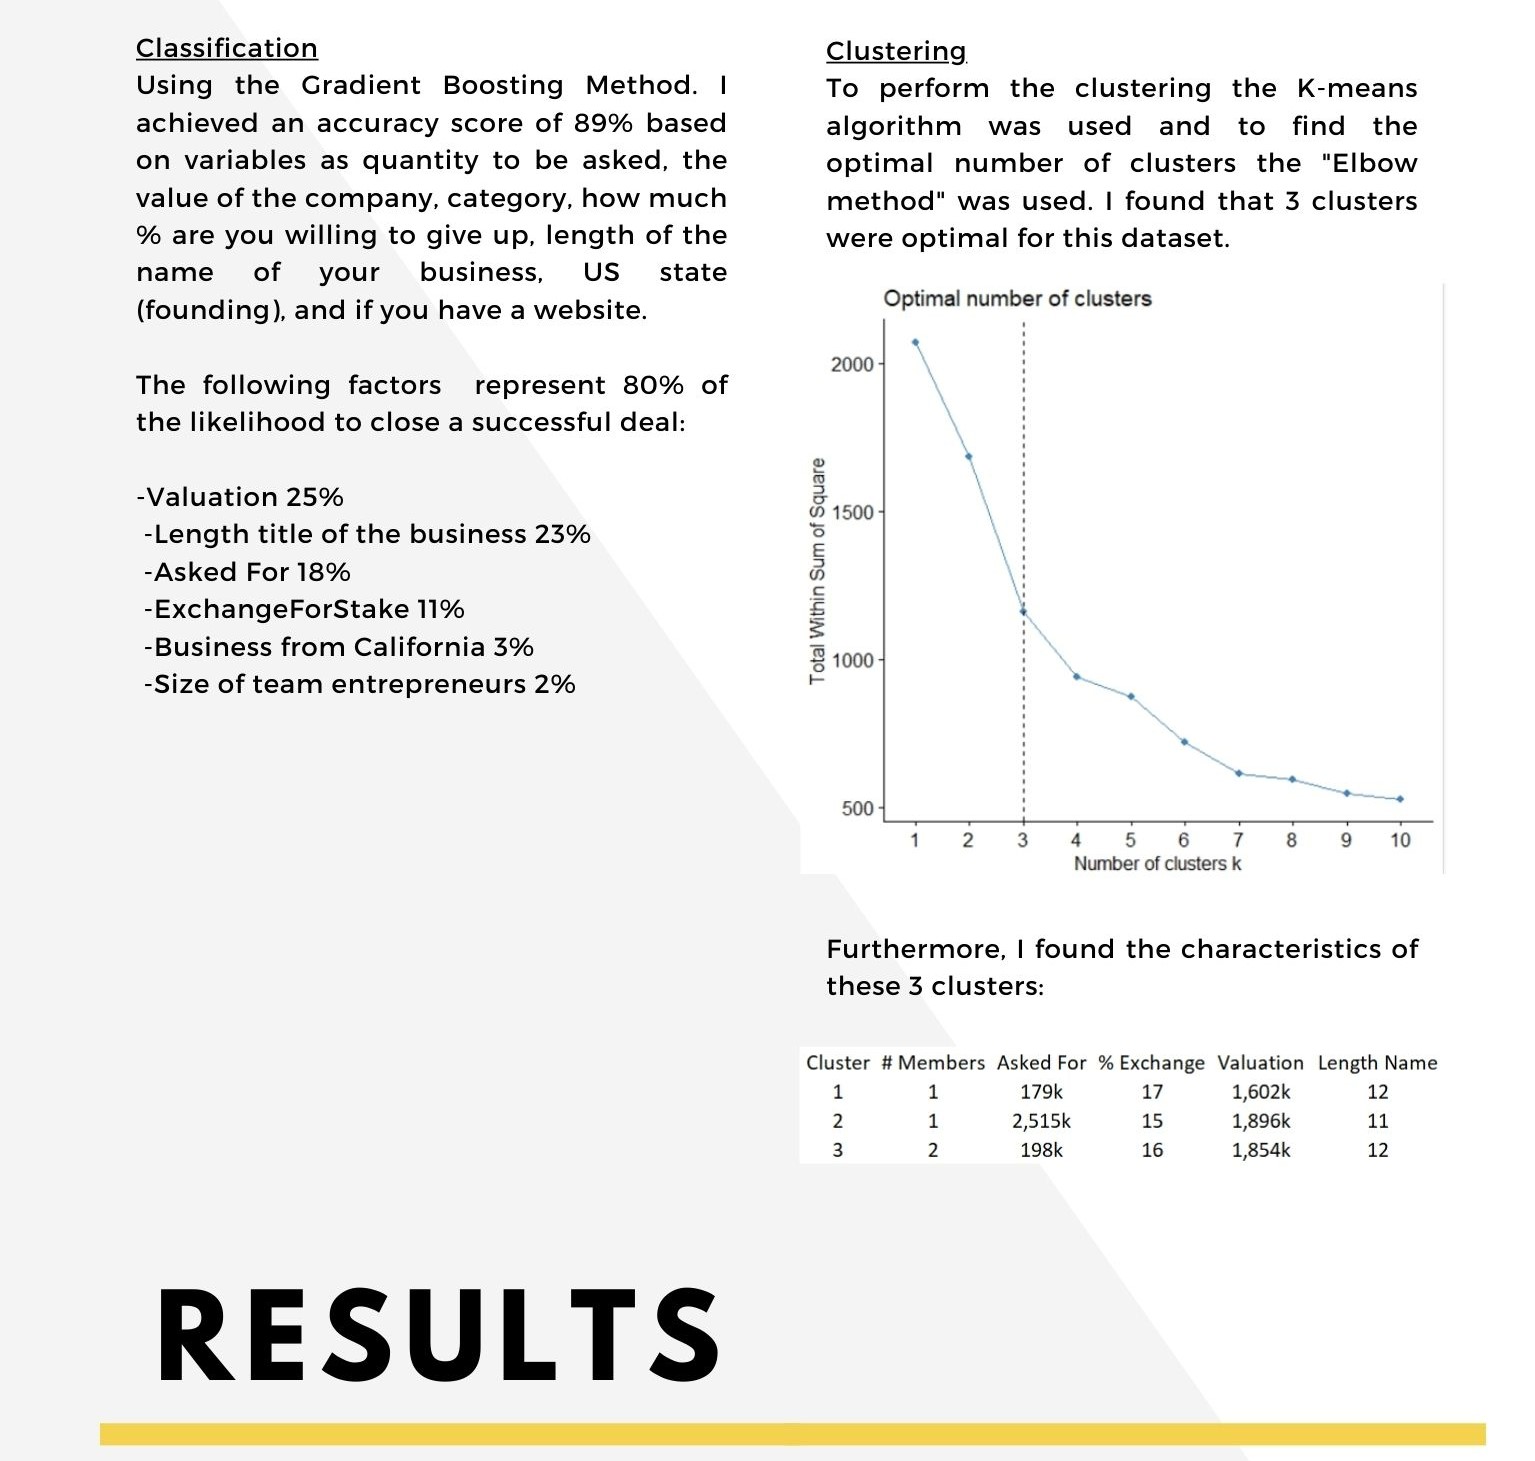 Classification
Using the Gradient Boosting Method. I
achieved an accuracy score of 89% based
on variables as quantity to be asked, the
value of the company, category, how much
% are you willing to give up, length of the
name of your business, US state
(founding), and if you have a website.
The following factors represent 80% of
the likelihood to close a successful deal:
-Valuation 25%
-Length title of the business 23%
-Asked For 18%
-ExchangeForStake 11%
-Business from California 3%
-Size of team entrepreneurs 2%
Clustering
To perform the clustering the K-means
algorithm was used and to find the
optimal number of clusters the "Elbow
method" was used. I found that 3 clusters
were optimal for this dataset.
Optimal number of clusters
Total Within Sum of Square
2000
1500
1000
500
1 2 3 4 5 6 7 8 9 10
Number of clusters k
Furthermore, I found the characteristics of
these 3 clusters:
Cluster # Members Asked For % Exchange Valuation Length Name
1 1 179k 17 1,602k 12
2 1 2,515k 15 1,896k 11
3 2 198k 16 1,854k 12
RESULTS